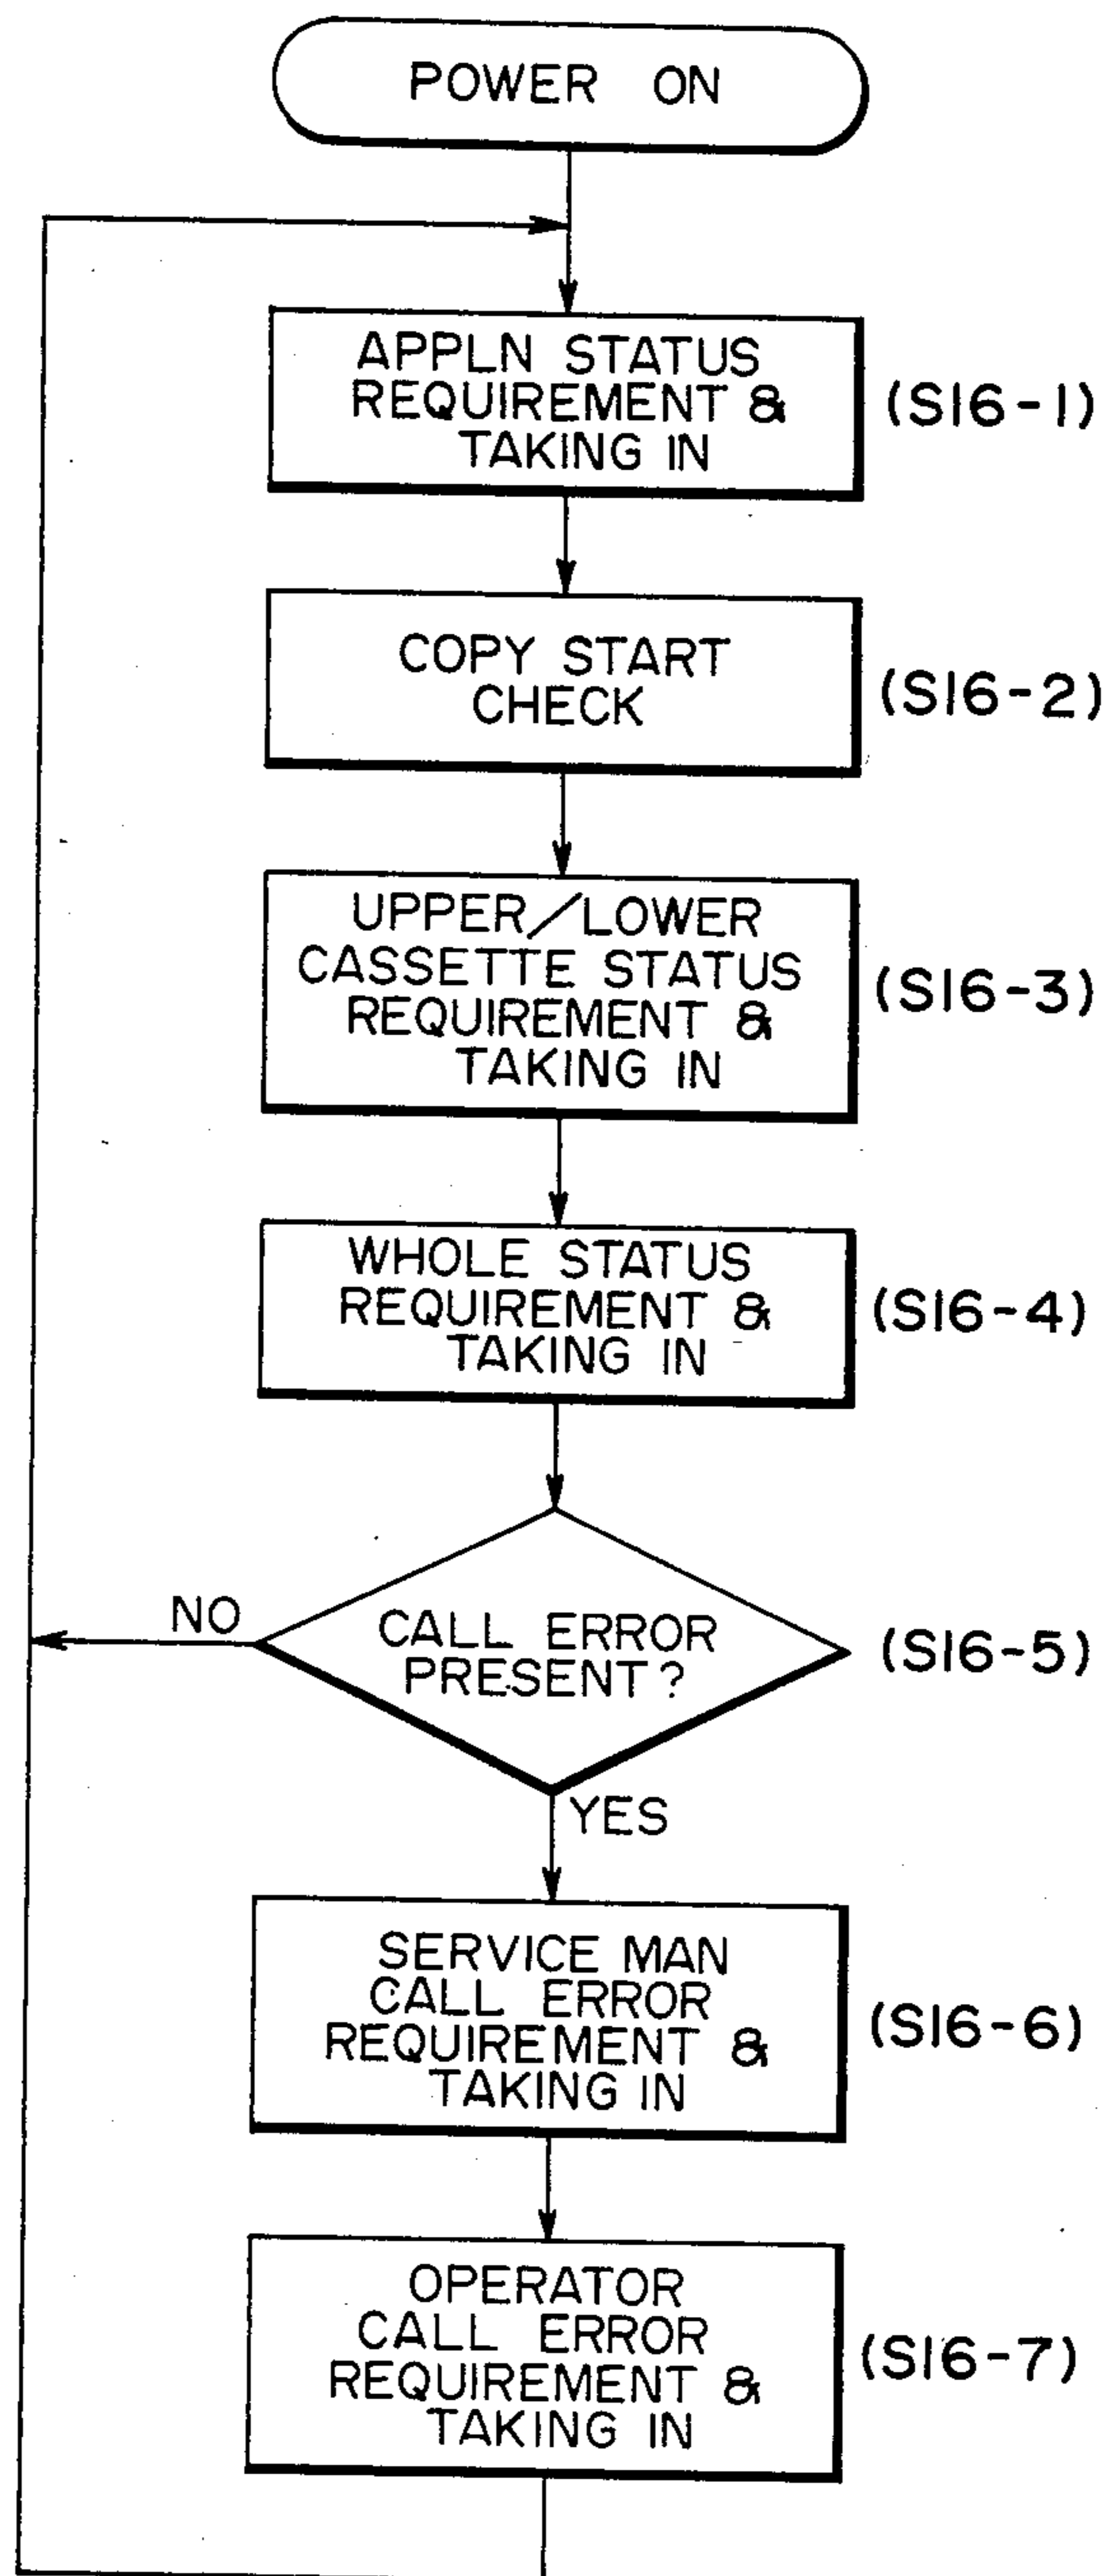 POWER ON
APPLN STATUS
REQUIREMENT &
TAKING IN
(S16-1)
COPY START
CHECK
(S16-2)
UPPER/LOWER
CASSETTE STATUS
REQUIREMENT &
TAKING IN
(S16-3)
WHOLE STATUS
REQUIREMENT &
TAKING IN
(S16-4)
NO
CALL ERROR
PRESENT?
(S16-5)
YES
SERVICE MAN
CALL ERROR
REQUIREMENT &
TAKING IN
(S16-6)
OPERATOR
CALL ERROR
REQUIREMENT &
TAKING IN
(S16-7)